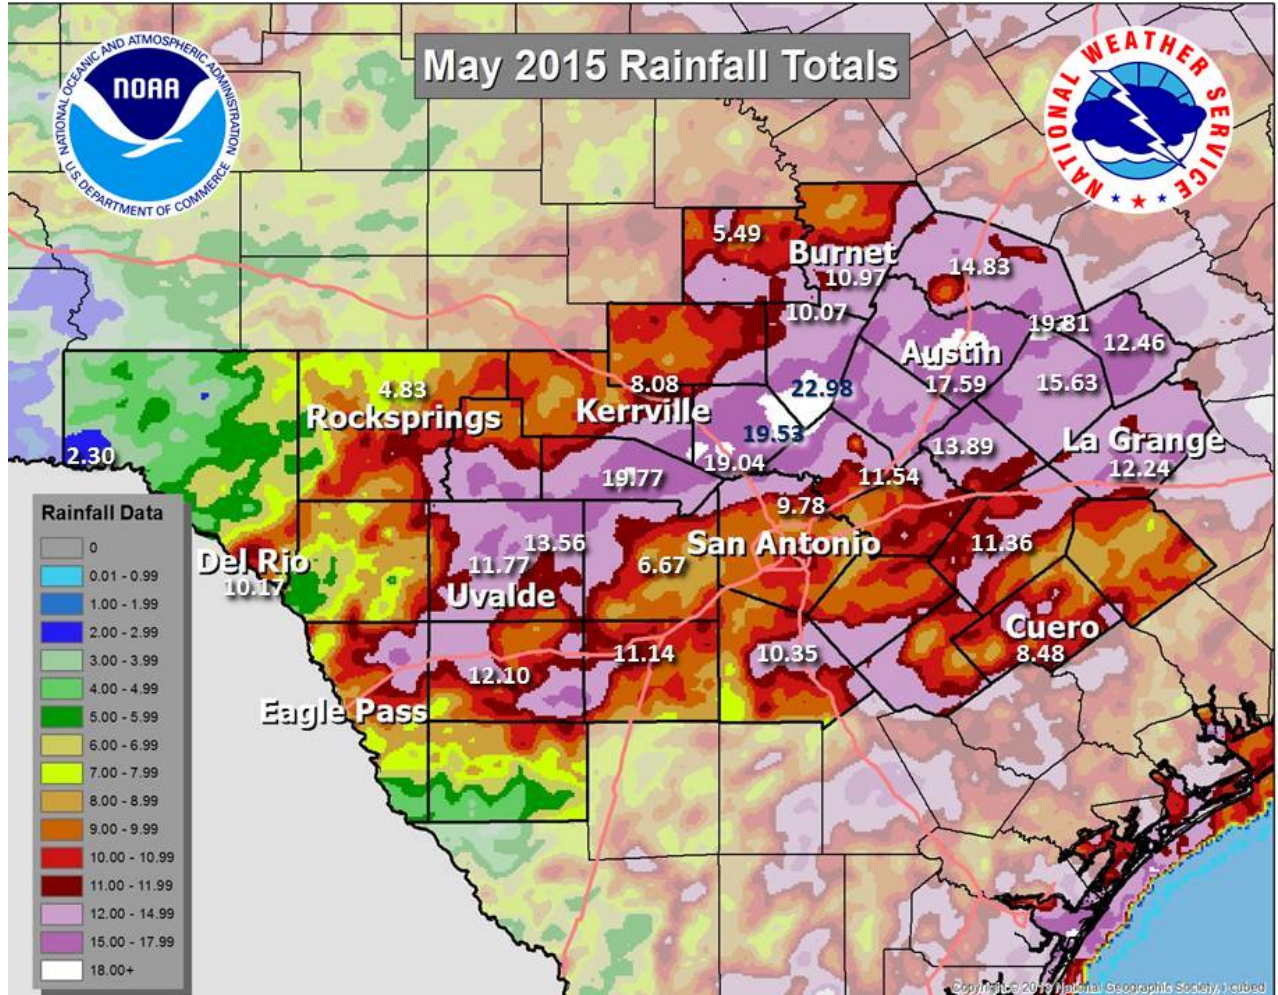 May 2015 Rainfall Totals
NATIONAL OCEANIC AND ATMOSPHERIC ADMINISTRATION
NOAA
U.S. DEPARTMENT OF COMMERCE
NATIONAL WEATHER SERVICE
5.49
Burnet
10.97
14.83
10.07
19.81
12.46
Austin
17.59
15.63
4.83
Rocksprings
8.08
Kerrville
22.98
19.53
13.89
La Grange
12.24
2.30
19.04
19.77
11.54
9.78
San Antonio
11.36
13.56
11.77
Uvalde
6.67
Del Rio
10.17
Cuero
8.48
12.10
11.14
10.35
Eagle Pass
Rainfall Data
0
0.01 - 0.99
1.00 - 1.99
2.00 - 2.99
3.00 - 3.99
4.00 - 4.99
5.00 - 5.99
6.00 - 6.99
7.00 - 7.99
8.00 - 8.99
9.00 - 9.99
10.00 - 10.99
11.00 - 11.99
12.00 - 14.99
15.00 - 17.99
18.00+
Copyright:© 2013 National Geographic Society, i-cubed